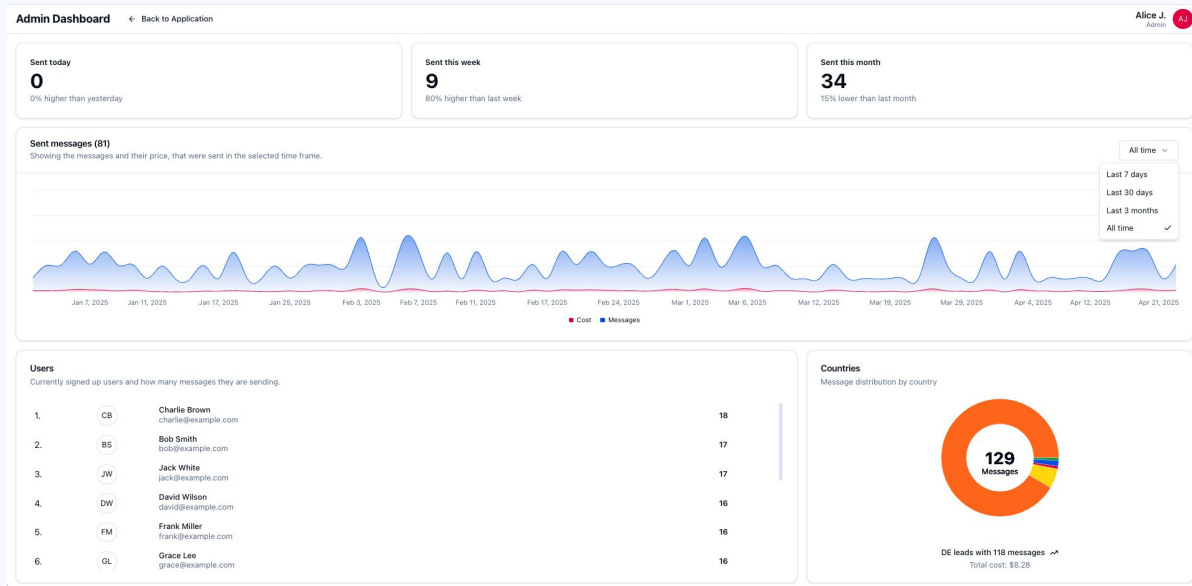 Admin Dashboard
← Back to Application
Alice J.
Admin
AJ
Sent today
0
0% higher than yesterday
Sent this week
9
80% higher than last week
Sent this month
34
15% lower than last month
Sent messages (81)
Showing the messages and their price, that were sent in the selected time frame.
All time
Last 7 days
Last 30 days
Last 3 months
All time
Jan 7, 2025 Jan 11, 2025 Jan 17, 2025 Jan 25, 2025 Feb 3, 2025 Feb 7, 2025 Feb 11, 2025 Feb 17, 2025 Feb 24, 2025 Mar 1, 2025 Mar 6, 2025 Mar 12, 2025 Mar 19, 2025 Mar 29, 2025 Apr 4, 2025 Apr 12, 2025 Apr 21, 2025
Cost Messages
Users
Currently signed up users and how many messages they are sending.
1. CB Charlie Brown 18
charlie@example.com
2. BS Bob Smith 17
bob@example.com
3. JW Jack White 17
jack@example.com
4. DW David Wilson 16
david@example.com
5. FM Frank Miller 16
frank@example.com
6. GL Grace Lee 16
grace@example.com
Countries
Message distribution by country
129
Messages
DE leads with 118 messages
Total cost: $8.28